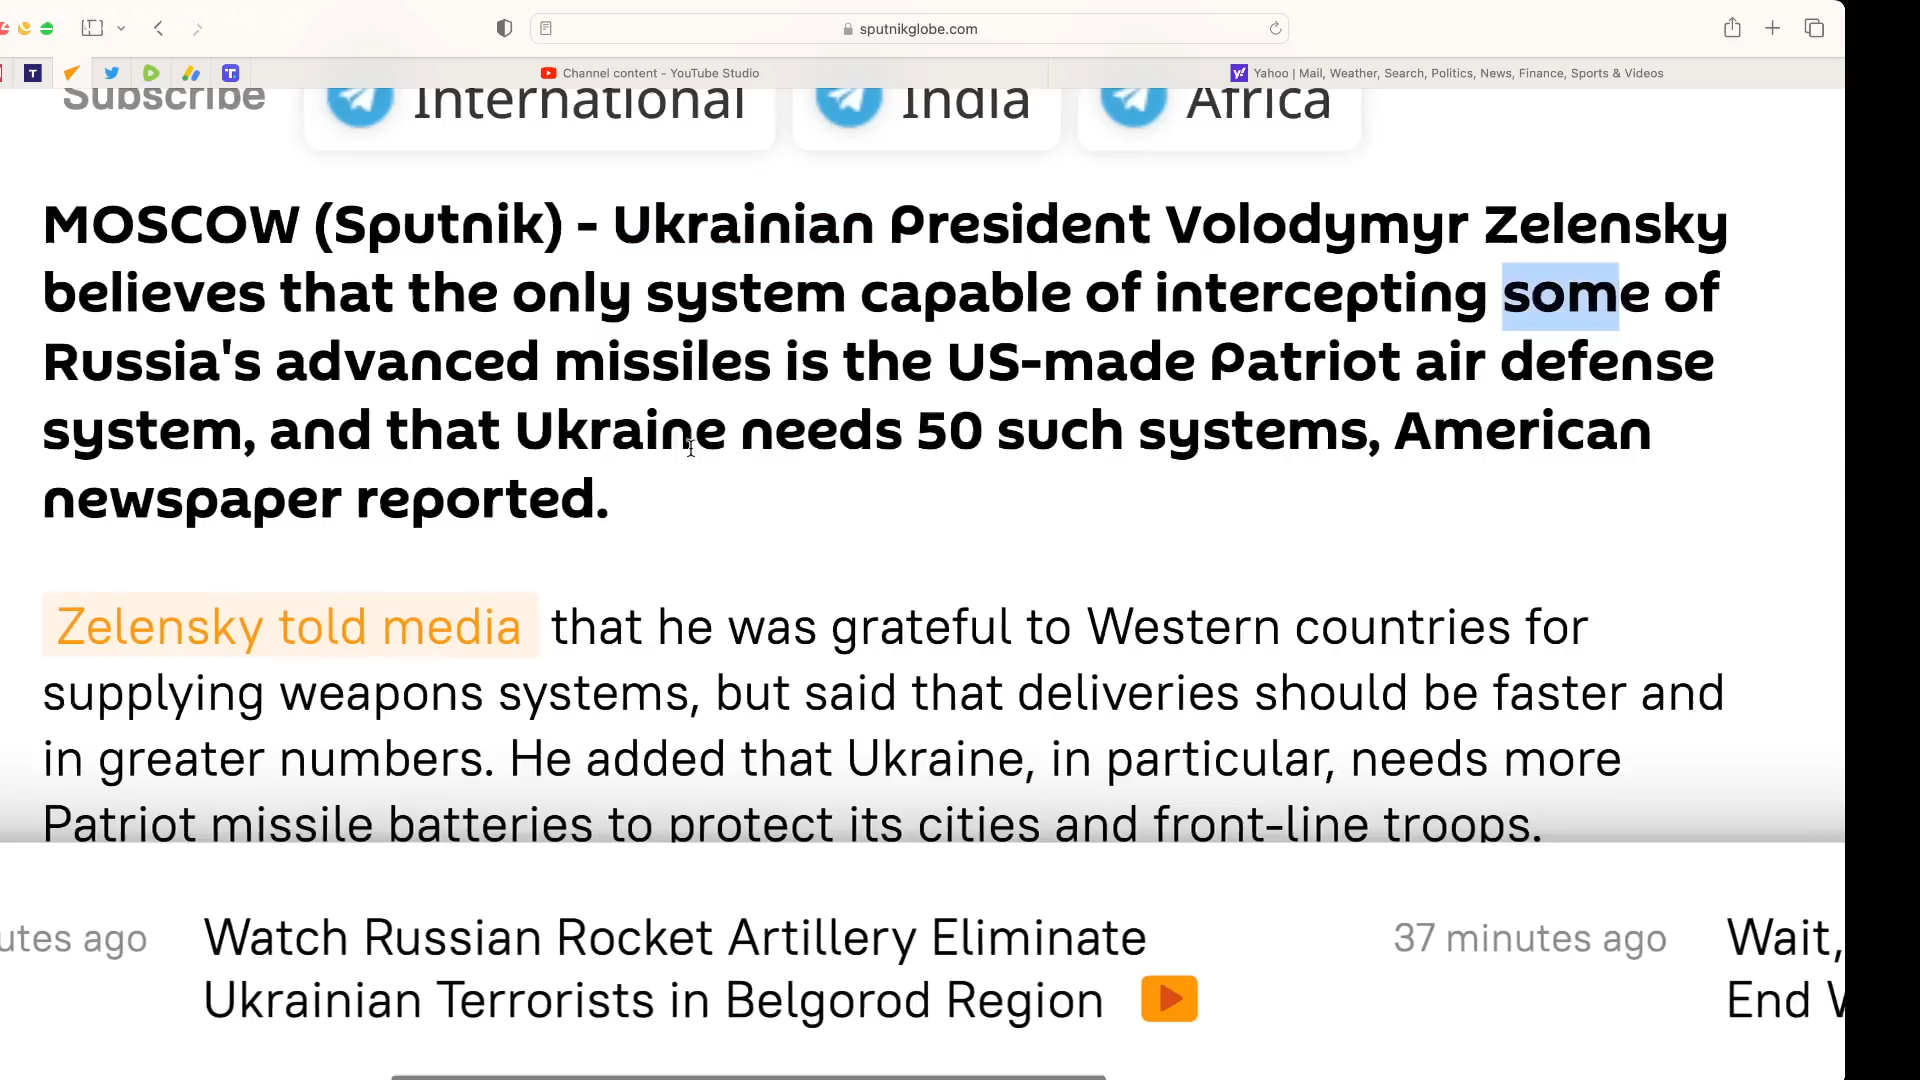 sputnikglobe.com
Channel content - YouTube Studio
Yahoo | Mail, Weather, Search, Politics, News, Finance, Sports & Videos
Subscribe International India Africa
MOSCOW (Sputnik) - Ukrainian President Volodymyr Zelensky
believes that the only system capable of intercepting some of
Russia's advanced missiles is the US-made Patriot air defense
system, and that Ukraine needs 50 such systems, American
newspaper reported.
Zelensky told media that he was grateful to Western countries for
supplying weapons systems, but said that deliveries should be faster and
in greater numbers. He added that Ukraine, in particular, needs more
Patriot missile batteries to protect its cities and front-line troops.
utes ago
Watch Russian Rocket Artillery Eliminate
Ukrainian Terrorists in Belgorod Region
37 minutes ago
Wait,
End